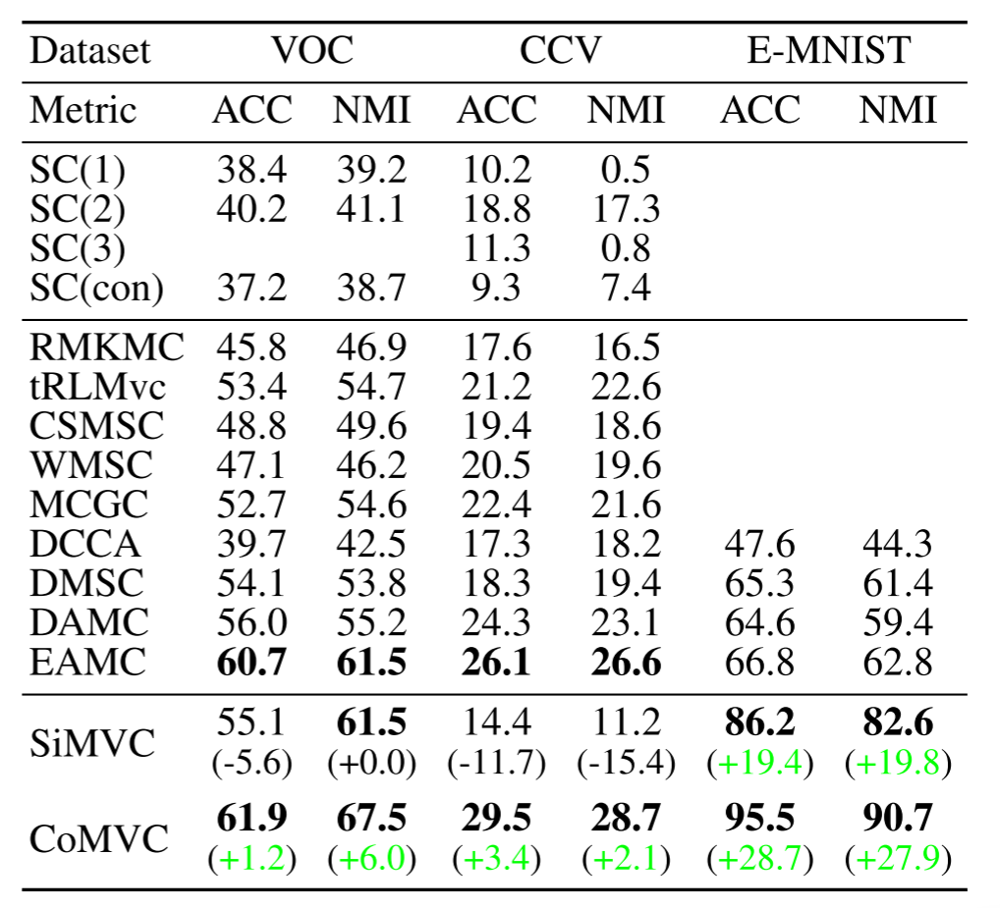 Dataset VOC CCV E-MNIST
Metric ACC NMI ACC NMI ACC NMI
SC(1) 38.4 39.2 10.2 0.5
SC(2) 40.2 41.1 18.8 17.3
SC(3) 11.3 0.8
SC(con) 37.2 38.7 9.3 7.4
RMKMC 45.8 46.9 17.6 16.5
tRLMvc 53.4 54.7 21.2 22.6
CSMSC 48.8 49.6 19.4 18.6
WMSC 47.1 46.2 20.5 19.6
MCGC 52.7 54.6 22.4 21.6
DCCA 39.7 42.5 17.3 18.2 47.6 44.3
DMSC 54.1 53.8 18.3 19.4 65.3 61.4
DAMC 56.0 55.2 24.3 23.1 64.6 59.4
EAMC 60.7 61.5 26.1 26.6 66.8 62.8
SiMVC 55.1 61.5 14.4 11.2 86.2 82.6
(-5.6) (+0.0) (-11.7) (-15.4) (+19.4) (+19.8)
CoMVC 61.9 67.5 29.5 28.7 95.5 90.7
(+1.2) (+6.0) (+3.4) (+2.1) (+28.7) (+27.9)